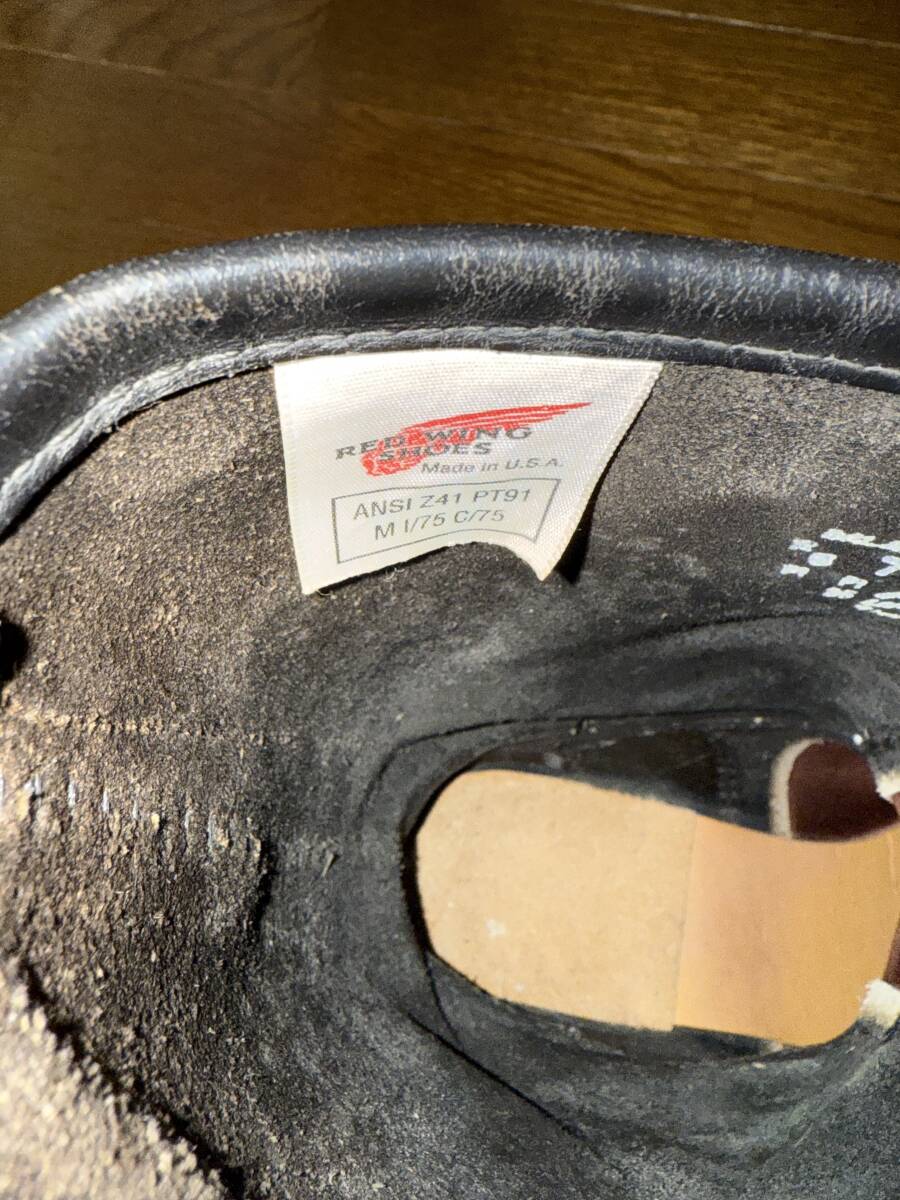 RED WING
SHOES
Made in U.S.A.
ANSI Z41 PT91
M I/75 C/75